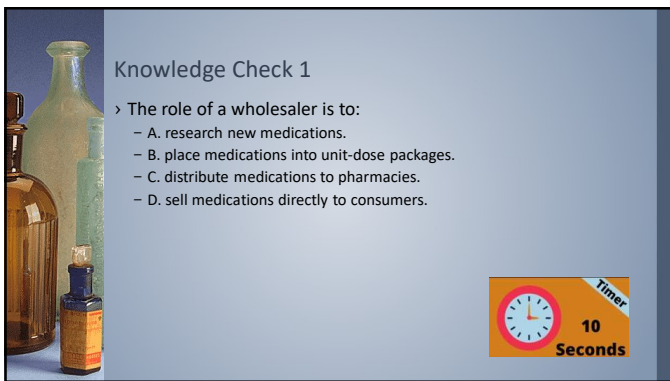 Knowledge Check 1
› The role of a wholesaler is to:
– A. research new medications.
– B. place medications into unit-dose packages.
– C. distribute medications to pharmacies.
– D. sell medications directly to consumers.
Timer
10
Seconds